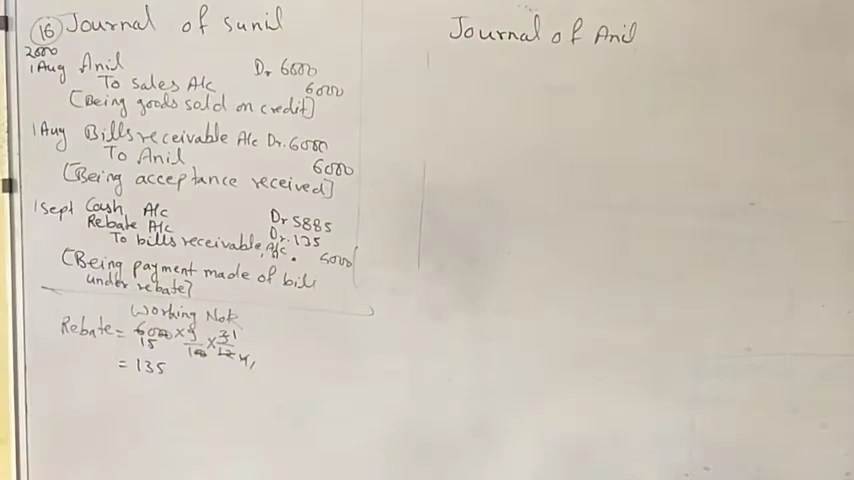 16 Journal of sunil
2000
1 Aug Anil Dr 6000
To sales A/c 6000
[Being goods sold on credit]
1 Aug Bills receivable A/c Dr. 6000
To Anil 6000
[Being acceptance received]
1 Sept Cash A/c Dr 5885
Rebate A/c Dr. 135
To bills receivable A/c. 6000
[Being payment made of bill
under rebate]
Working Note
Rebate = 6000 × 9/100 × 3/12
15 1 4
= 135
Journal of Anil